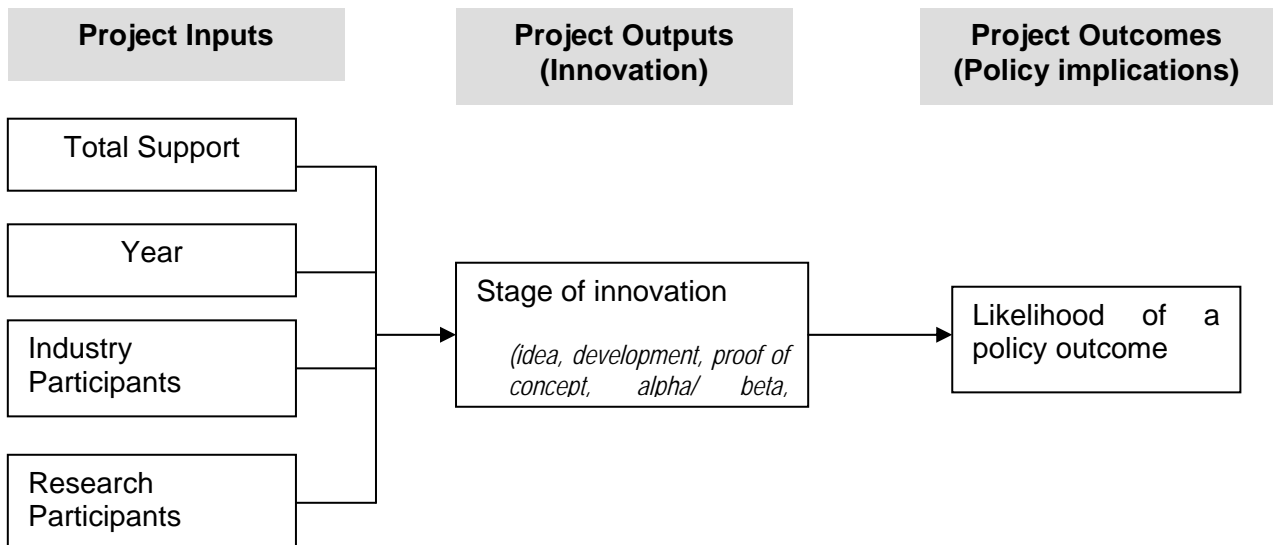 Project Inputs
Project Outputs
(Innovation)
Project Outcomes
(Policy implications)
Total Support
Year
Industry
Participants
Research
Participants
Stage of innovation
(idea, development, proof of
concept, alpha/ beta,
Likelihood of a
policy outcome